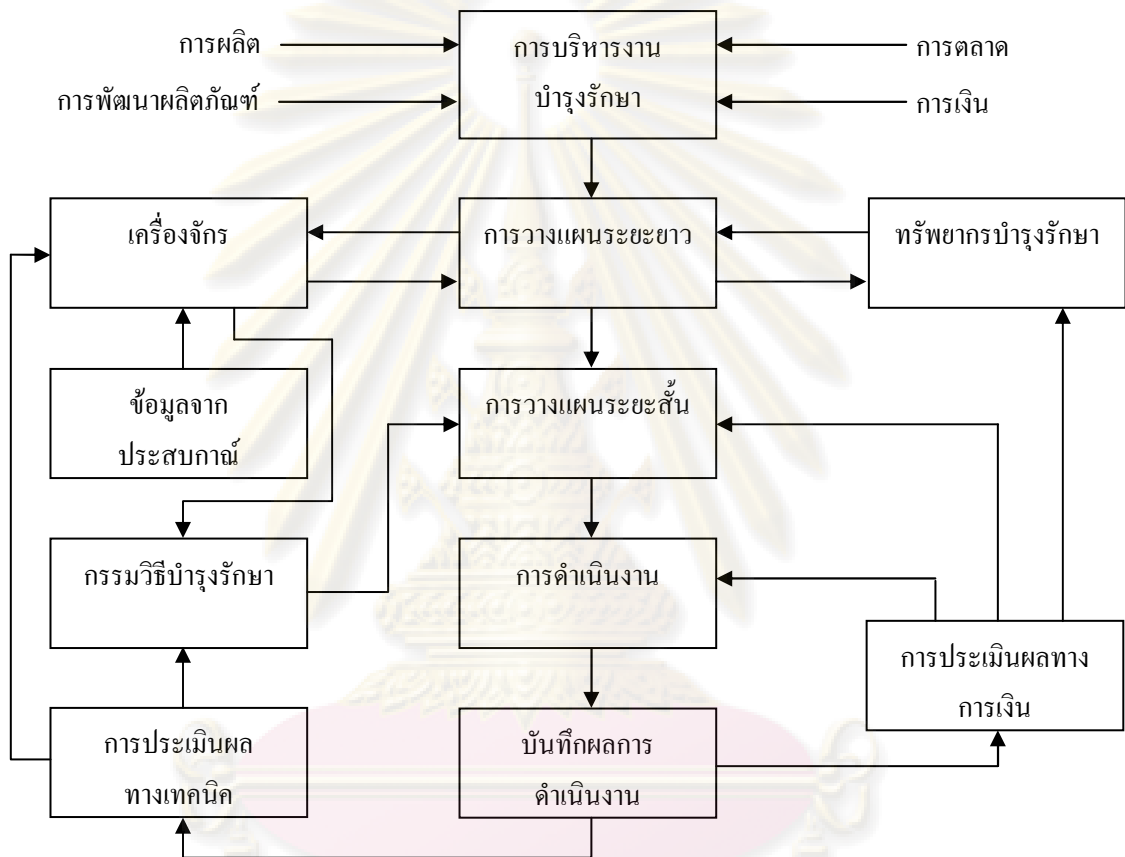 การผลิต
การพัฒนาผลิตภัณฑ์
การบริหารงาน
บำรุงรักษา
การตลาด
การเงิน
เครื่องจักร
การวางแผนระยะยาว
ทรัพยากรบำรุงรักษา
ข้อมูลจาก
ประสบกาณ์
การวางแผนระยะสั้น
กรรมวิธีบำรุงรักษา
การดำเนินงาน
การประเมินผลทาง
การเงิน
การประเมินผล
ทางเทคนิค
บันทึกผลการ
ดำเนินงาน